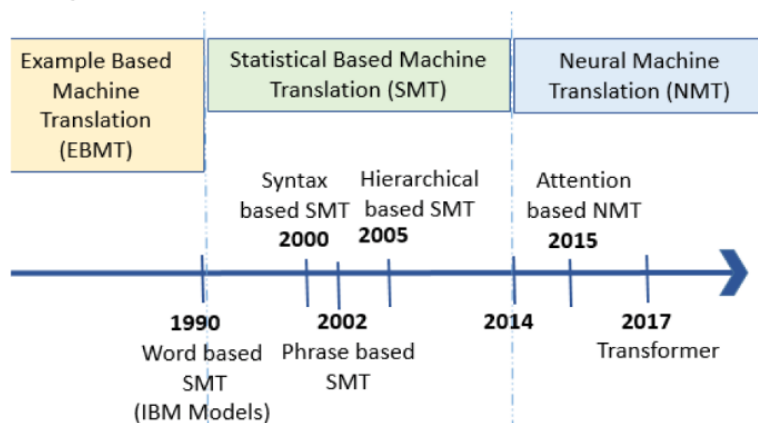 Example Based
Machine
Translation
(EBMT)
Statistical Based Machine
Translation (SMT)
Neural Machine
Translation (NMT)
Syntax
based SMT
2000
Hierarchical
based SMT
2005
Attention
based NMT
2015
1990
Word based
SMT
(IBM Models)
2002
Phrase based
SMT
2014
2017
Transformer